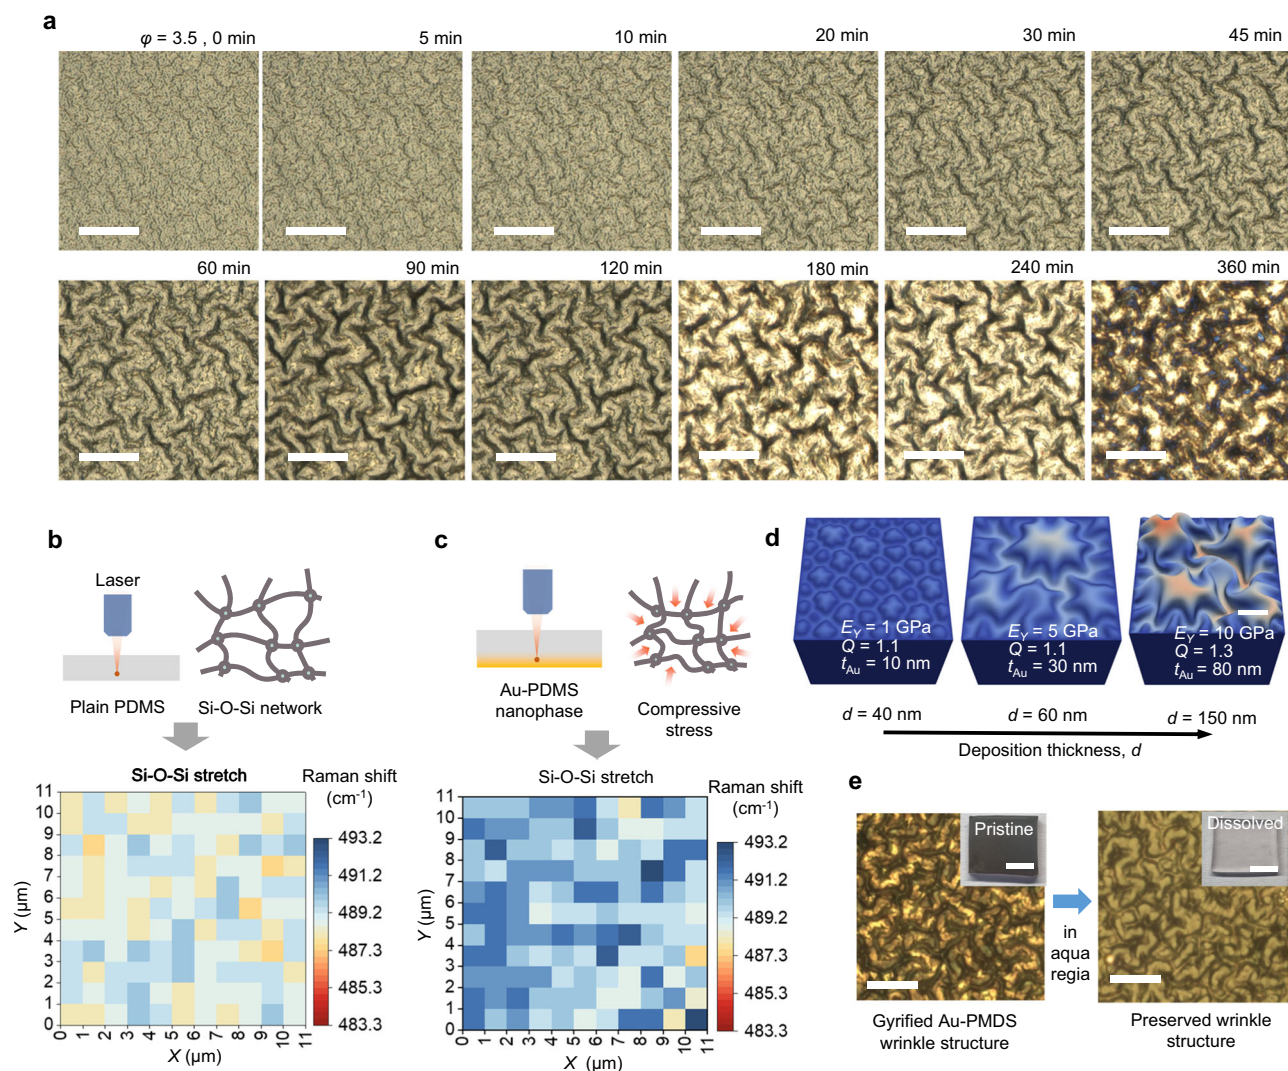 a
φ = 3.5 , 0 min
5 min
10 min
20 min
30 min
45 min
60 min
90 min
120 min
180 min
240 min
360 min
b
Laser
Plain PDMS
Si-O-Si network
Si-O-Si stretch
Raman shift
(cm-1)
11
10
9
8
7
6
5
4
3
2
1
0
Y (µm)
0
1
2
3
4
5
6
7
8
9
10
11
X (µm)
493.2
491.2
489.2
487.3
485.3
483.3
c
Au-PDMS
nanophase
Compressive
stress
Si-O-Si stretch
Raman shift
(cm-1)
11
10
9
8
7
6
5
4
3
2
1
0
Y (µm)
0
1
2
3
4
5
6
7
8
9
10
11
X (µm)
493.2
491.2
489.2
487.3
485.3
483.3
d
EY = 1 GPa
Q = 1.1
tAu = 10 nm
EY = 5 GPa
Q = 1.1
tAu = 30 nm
EY = 10 GPa
Q = 1.3
tAu = 80 nm
d = 40 nm
d = 60 nm
d = 150 nm
Deposition thickness, d
e
Pristine
Gyrified Au-PMDS
wrinkle structure
in
aqua
regia
Dissolved
Preserved wrinkle
structure